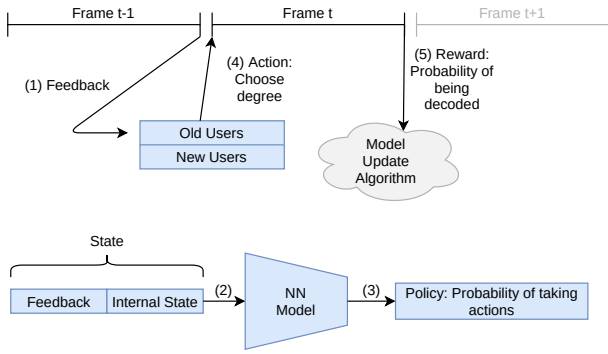 Frame t-1
Frame t
Frame t+1
(1) Feedback
(4) Action:
Choose
degree
(5) Reward:
Probability of
being
decoded
Old Users
New Users
Model
Update
Algorithm
State
Feedback
Internal State
(2)
NN
Model
(3)
Policy: Probability of taking
actions